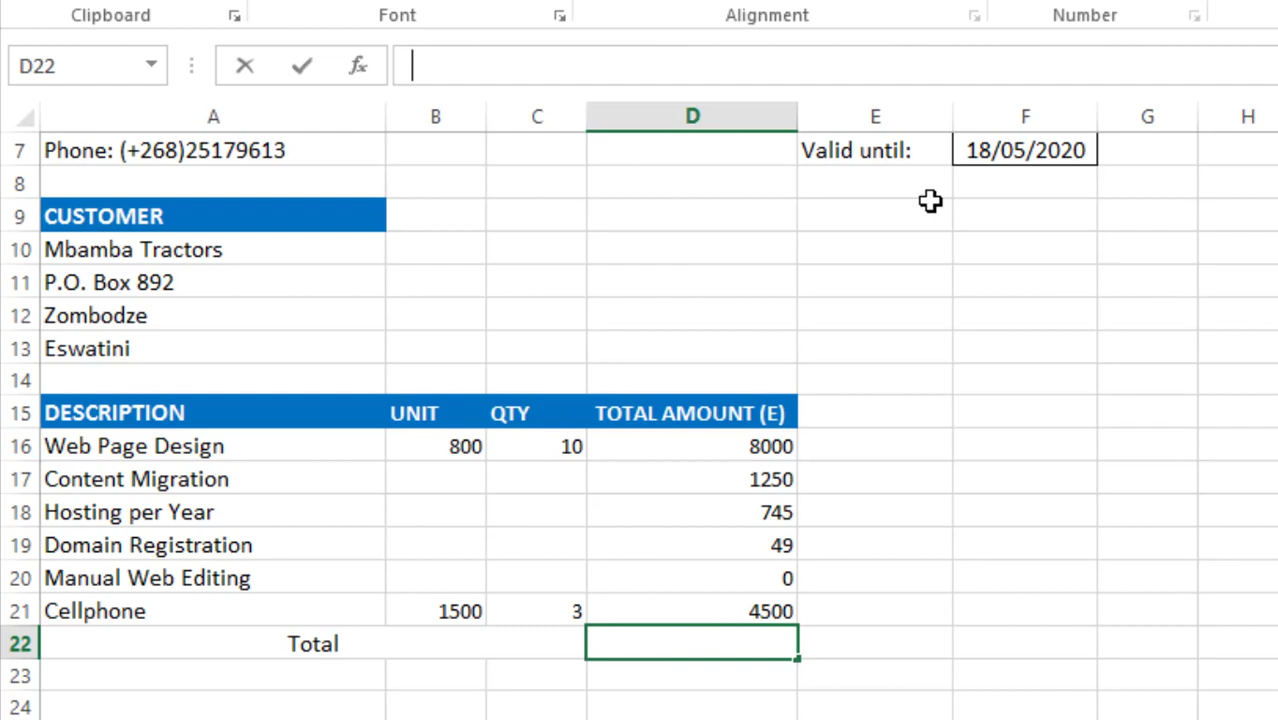 Clipboard Font Alignment Number
D22 fx
A B C D E F G H
7 Phone: (+268)25179613 Valid until: 18/05/2020
8
9 CUSTOMER
10 Mbamba Tractors
11 P.O. Box 892
12 Zombodze
13 Eswatini
14
15 DESCRIPTION UNIT QTY TOTAL AMOUNT (E)
16 Web Page Design 800 10 8000
17 Content Migration 1250
18 Hosting per Year 745
19 Domain Registration 49
20 Manual Web Editing 0
21 Cellphone 1500 3 4500
22 Total
23
24